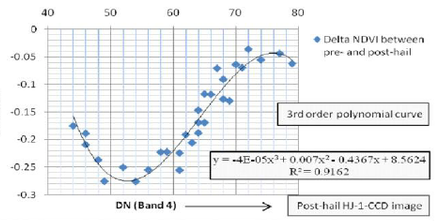 40 50 60 70 80
0
-0.05
-0.1
-0.15
-0.2
-0.25
-0.3
Delta NDVI between
pre- and post-hail
3rd order polynomial curve
y = -4E-05x³ + 0.007x² - 0.4367x + 8.5624
R² = 0.9162
DN (Band 4)
Post-hail HJ-1-CCD image